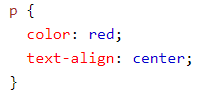 p {
  color: red;
  text-align: center;
}